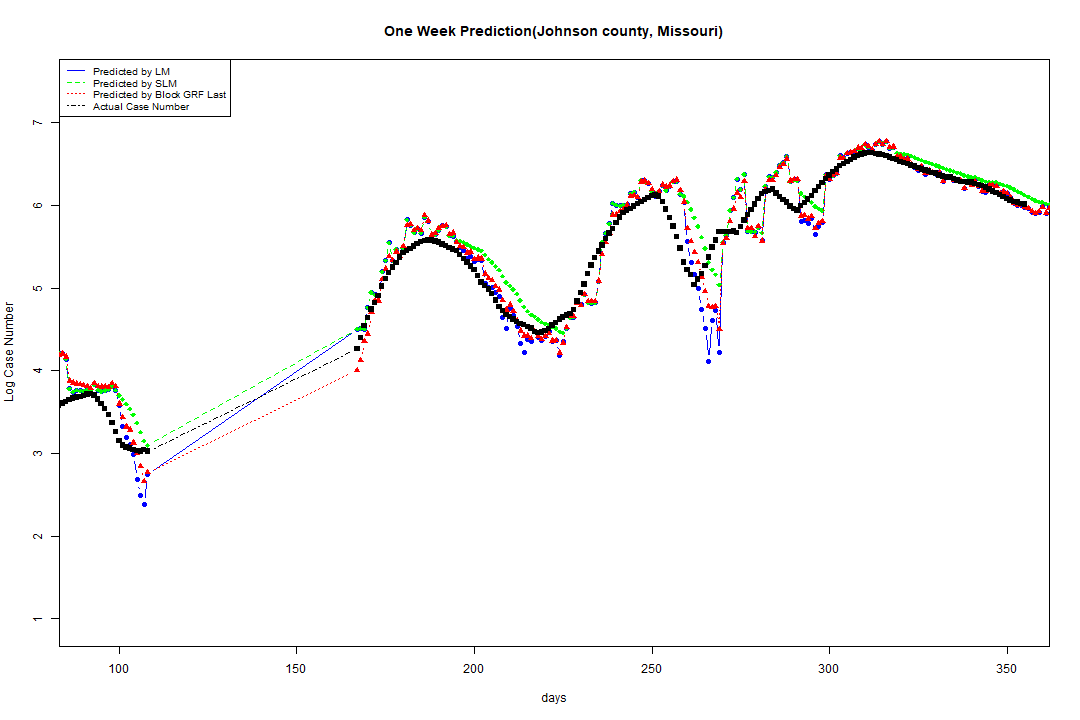 One Week Prediction(Johnson county, Missouri)
Predicted by LM
Predicted by SLM
Predicted by Block GRF Last
Actual Case Number
7
6
5
4
3
2
1
Log Case Number
100 150 200 250 300 350
days